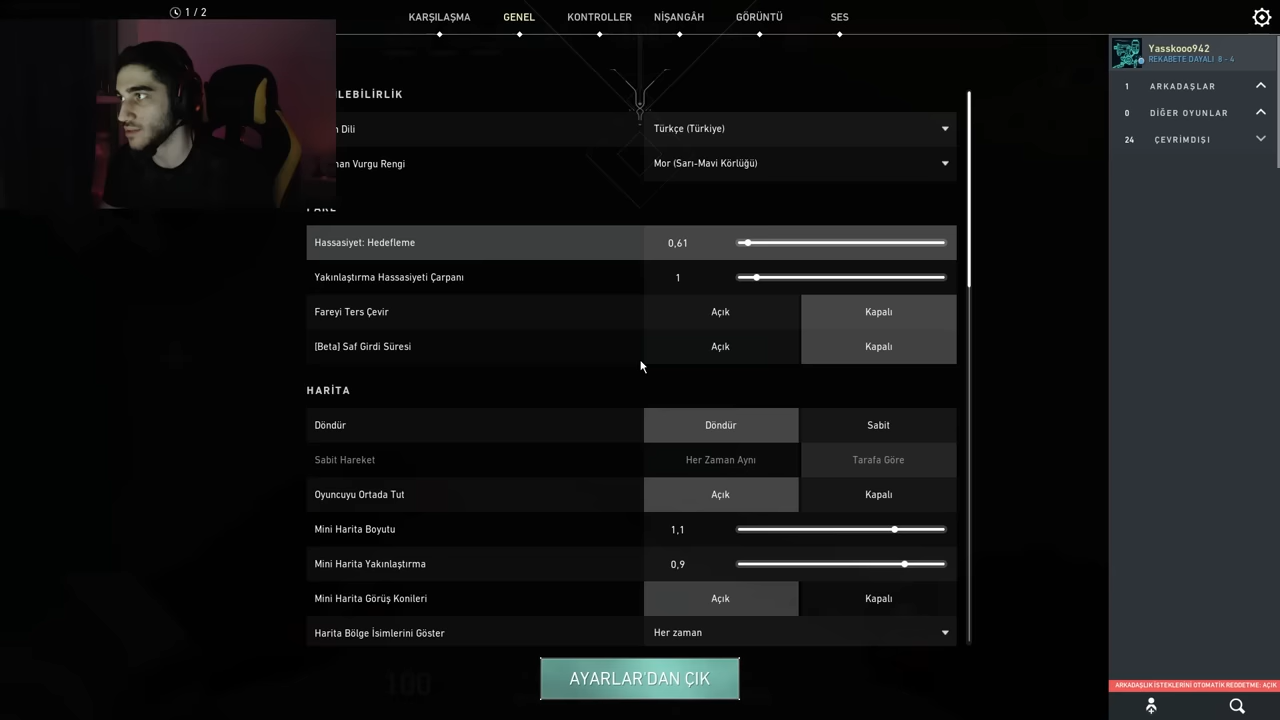 1 / 2
KARŞILAŞMA
GENEL
KONTROLLER
NİŞANGÂH
GÖRÜNTÜ
SES
Yasskooo942
REKABETE DAYALI 8 - 4
1 ARKADAŞLAR
0 DİĞER OYUNLAR
24 ÇEVRİMDIŞI
LEBİLİRLİK
Dili
Türkçe (Türkiye)
man Vurgu Rengi
Mor (Sarı-Mavi Körlüğü)
Hassasiyet: Hedefleme
0,61
Yakınlaştırma Hassasiyeti Çarpanı
1
Fareyi Ters Çevir
Açık
Kapalı
[Beta] Saf Girdi Süresi
Açık
Kapalı
HARİTA
Döndür
Döndür
Sabit
Sabit Hareket
Her Zaman Aynı
Tarafa Göre
Oyuncuyu Ortada Tut
Açık
Kapalı
Mini Harita Boyutu
1,1
Mini Harita Yakınlaştırma
0,9
Mini Harita Görüş Konileri
Açık
Kapalı
Harita Bölge İsimlerini Göster
Her zaman
AYARLAR'DAN ÇIK
100
ARKADAŞLIK İSTEKLERİNİ OTOMATİK REDDETME: AÇIK